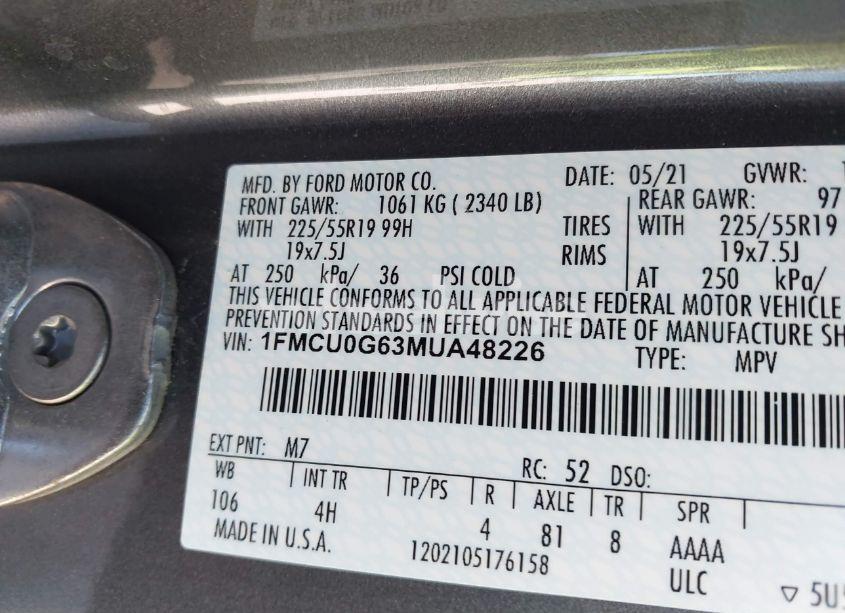 MFD. BY FORD MOTOR CO. DATE: 05/21 GVWR:
FRONT GAWR: 1061 KG ( 2340 LB) REAR GAWR: 97
WITH 225/55R19 99H TIRES WITH 225/55R19
19x7.5J RIMS 19x7.5J
AT 250 kPa/ 36 PSI COLD AT 250 kPa/
THIS VEHICLE CONFORMS TO ALL APPLICABLE FEDERAL MOTOR VEHICLE
PREVENTION STANDARDS IN EFFECT ON THE DATE OF MANUFACTURE SH
VIN: 1FMCU0G63MUA48226 TYPE: MPV
EXT PNT: M7 RC: 52 DSO:
WB INT TR TP/PS R AXLE TR SPR
106 4H 4 81 8 AAAA
MADE IN U.S.A. 1202105176158 ULC
▽ 5U5